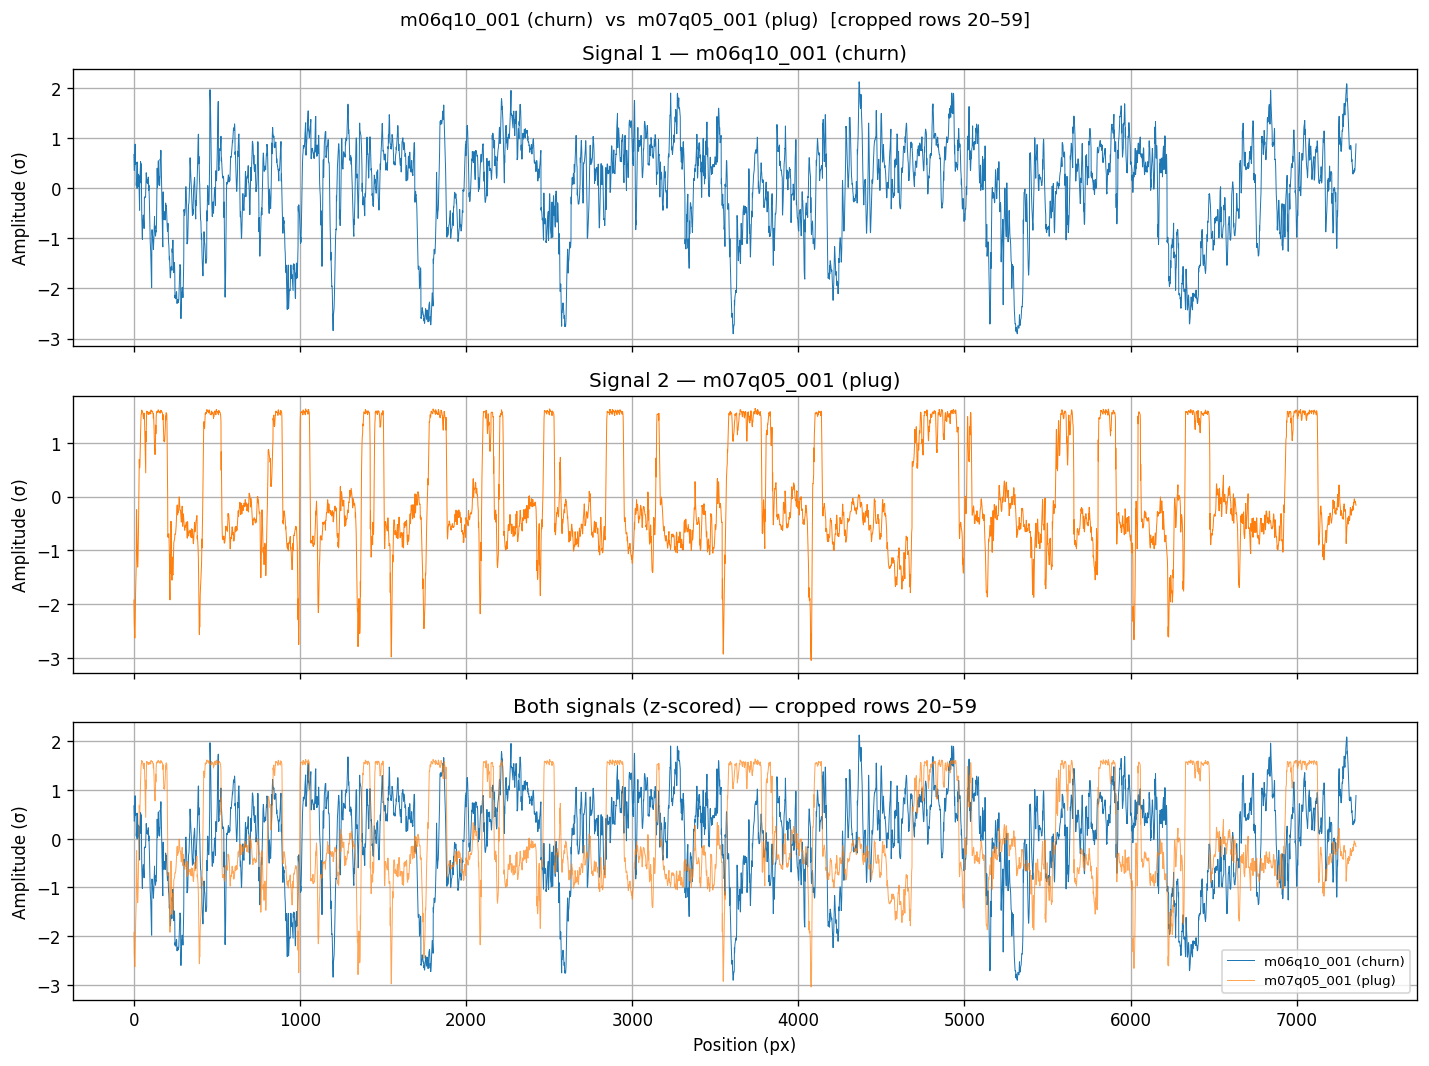 m06q10_001 (churn)  vs  m07q05_001 (plug)  [cropped rows 20–59]
Signal 1 — m06q10_001 (churn)
Amplitude (σ)
2
1
0
−1
−2
−3
Signal 2 — m07q05_001 (plug)
Amplitude (σ)
1
0
−1
−2
−3
Both signals (z-scored) — cropped rows 20–59
Amplitude (σ)
2
1
0
−1
−2
−3
m06q10_001 (churn)
m07q05_001 (plug)
0 1000 2000 3000 4000 5000 6000 7000
Position (px)